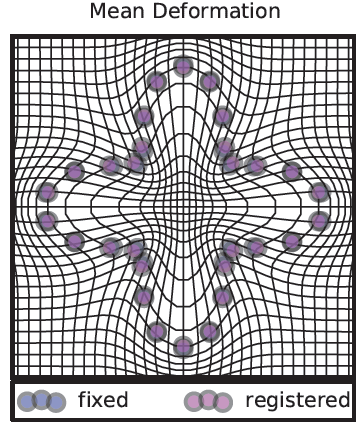 Mean Deformation
fixed registered